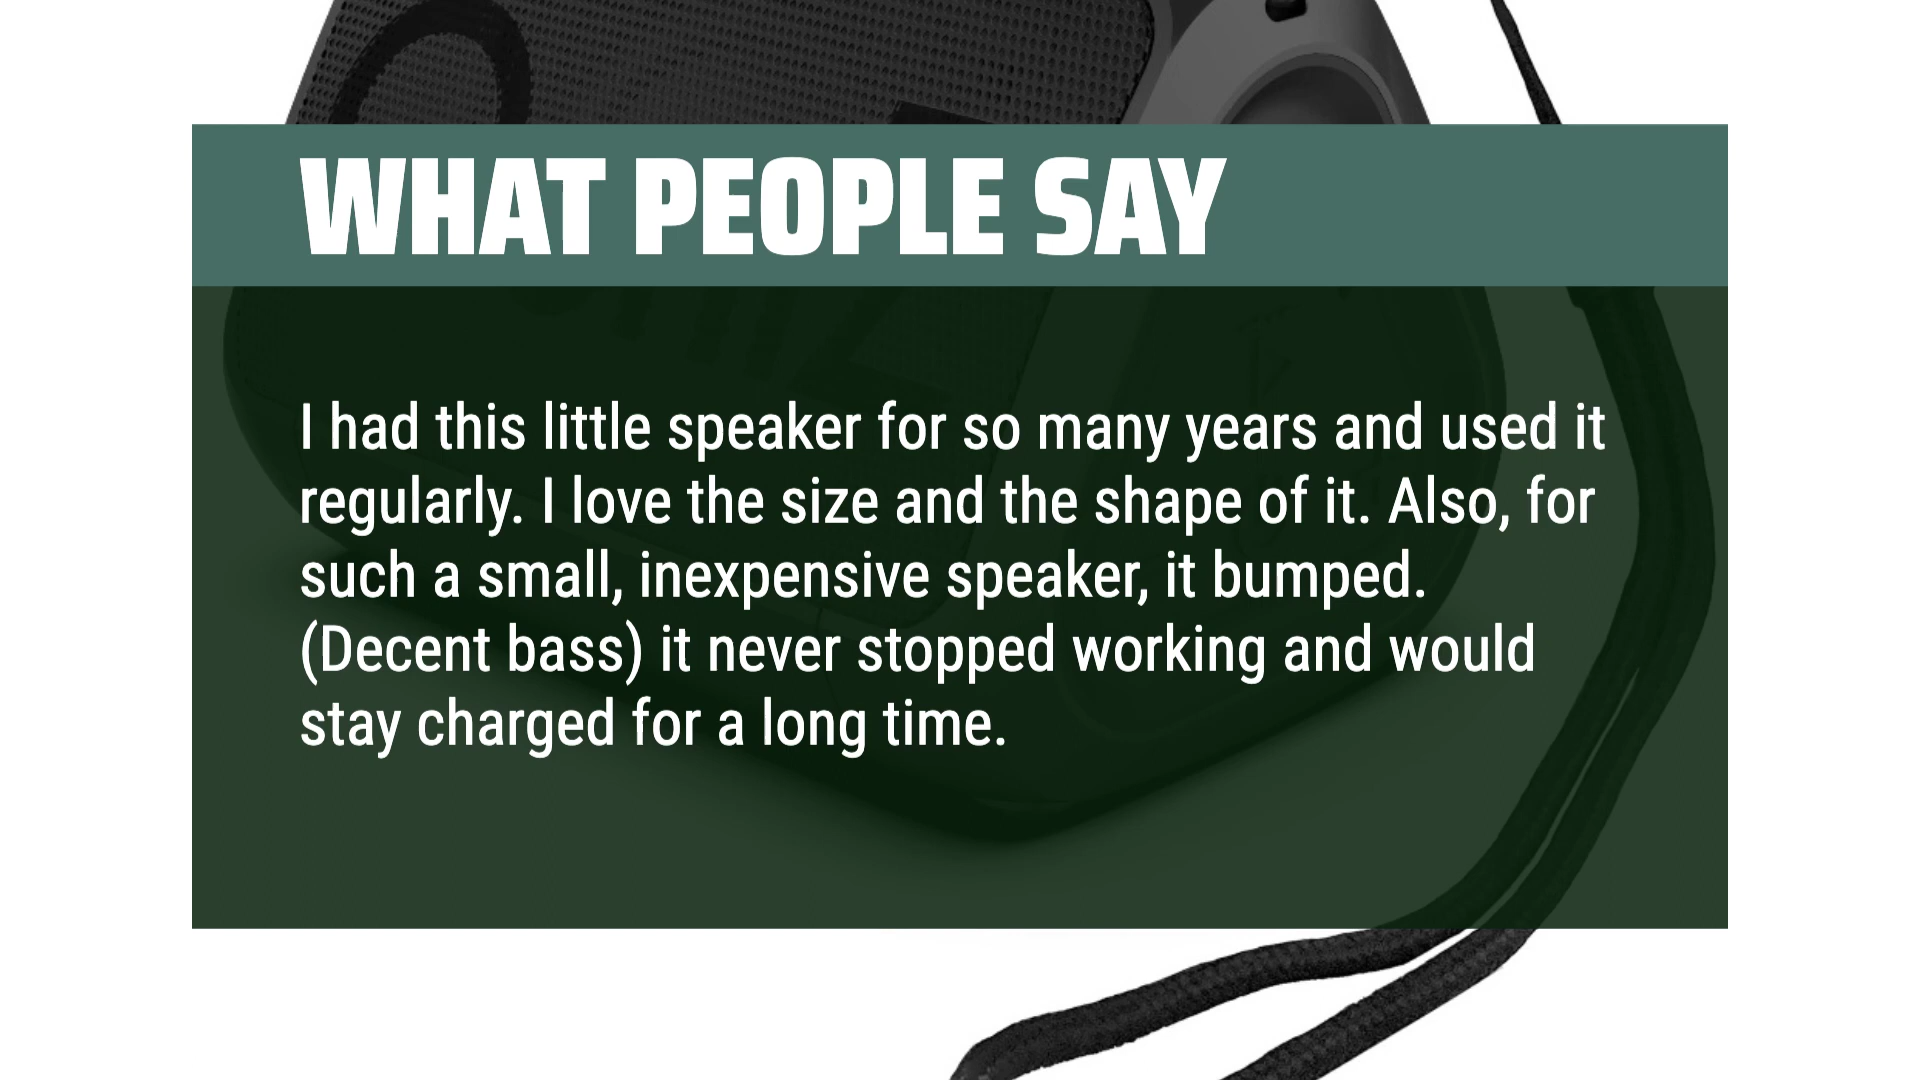 WHAT PEOPLE SAY
I had this little speaker for so many years and used it
regularly. I love the size and the shape of it. Also, for
such a small, inexpensive speaker, it bumped.
(Decent bass) it never stopped working and would
stay charged for a long time.